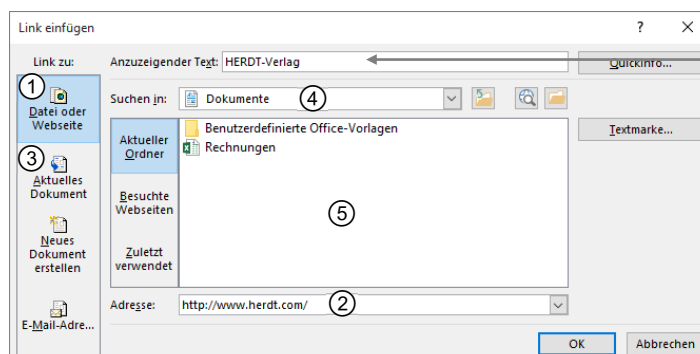 Link einfügen
?
Link zu:
Anzuzeigender Text:
HERDT-Verlag
QuickInfo...
①
Datei oder
Webseite
Suchen in:
Dokumente
④
Aktueller
Ordner
Benutzerdefinierte Office-Vorlagen
Rechnungen
Textmarke...
③
Aktuelles
Dokument
Besuchte
Webseiten
⑤
Neues
Dokument
erstellen
Zuletzt
verwendet
Adresse:
http://www.herdt.com/
②
E-Mail-Adre...
OK
Abbrechen